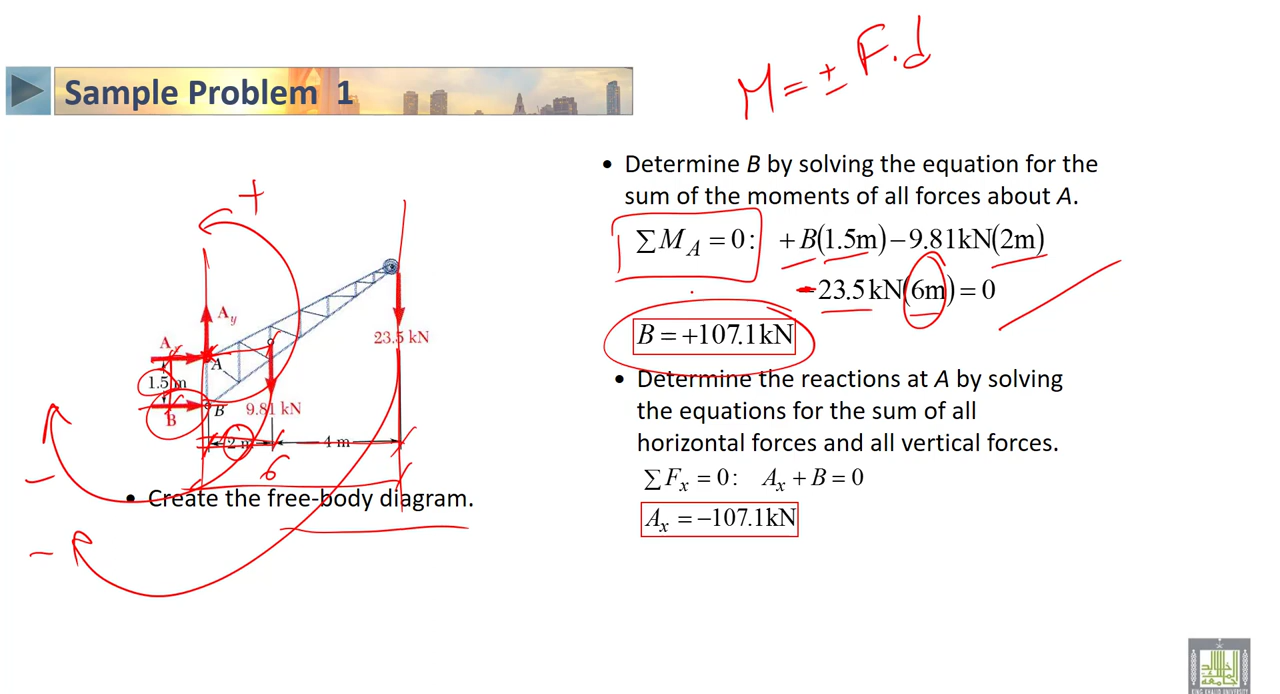 M = ± F.d
Sample Problem 1
• Determine B by solving the equation for the
sum of the moments of all forces about A.
∑M_A = 0: +B(1.5m) − 9.81kN(2m)
−23.5kN(6m) = 0
B = +107.1kN
• Determine the reactions at A by solving
the equations for the sum of all
horizontal forces and all vertical forces.
∑F_x = 0: A_x + B = 0
A_x = −107.1kN
+
A_y
23.5 kN
A_x
A
1.5 m
B
B
9.81 kN
2 m
4 m
6
−
• Create the free-body diagram.
−